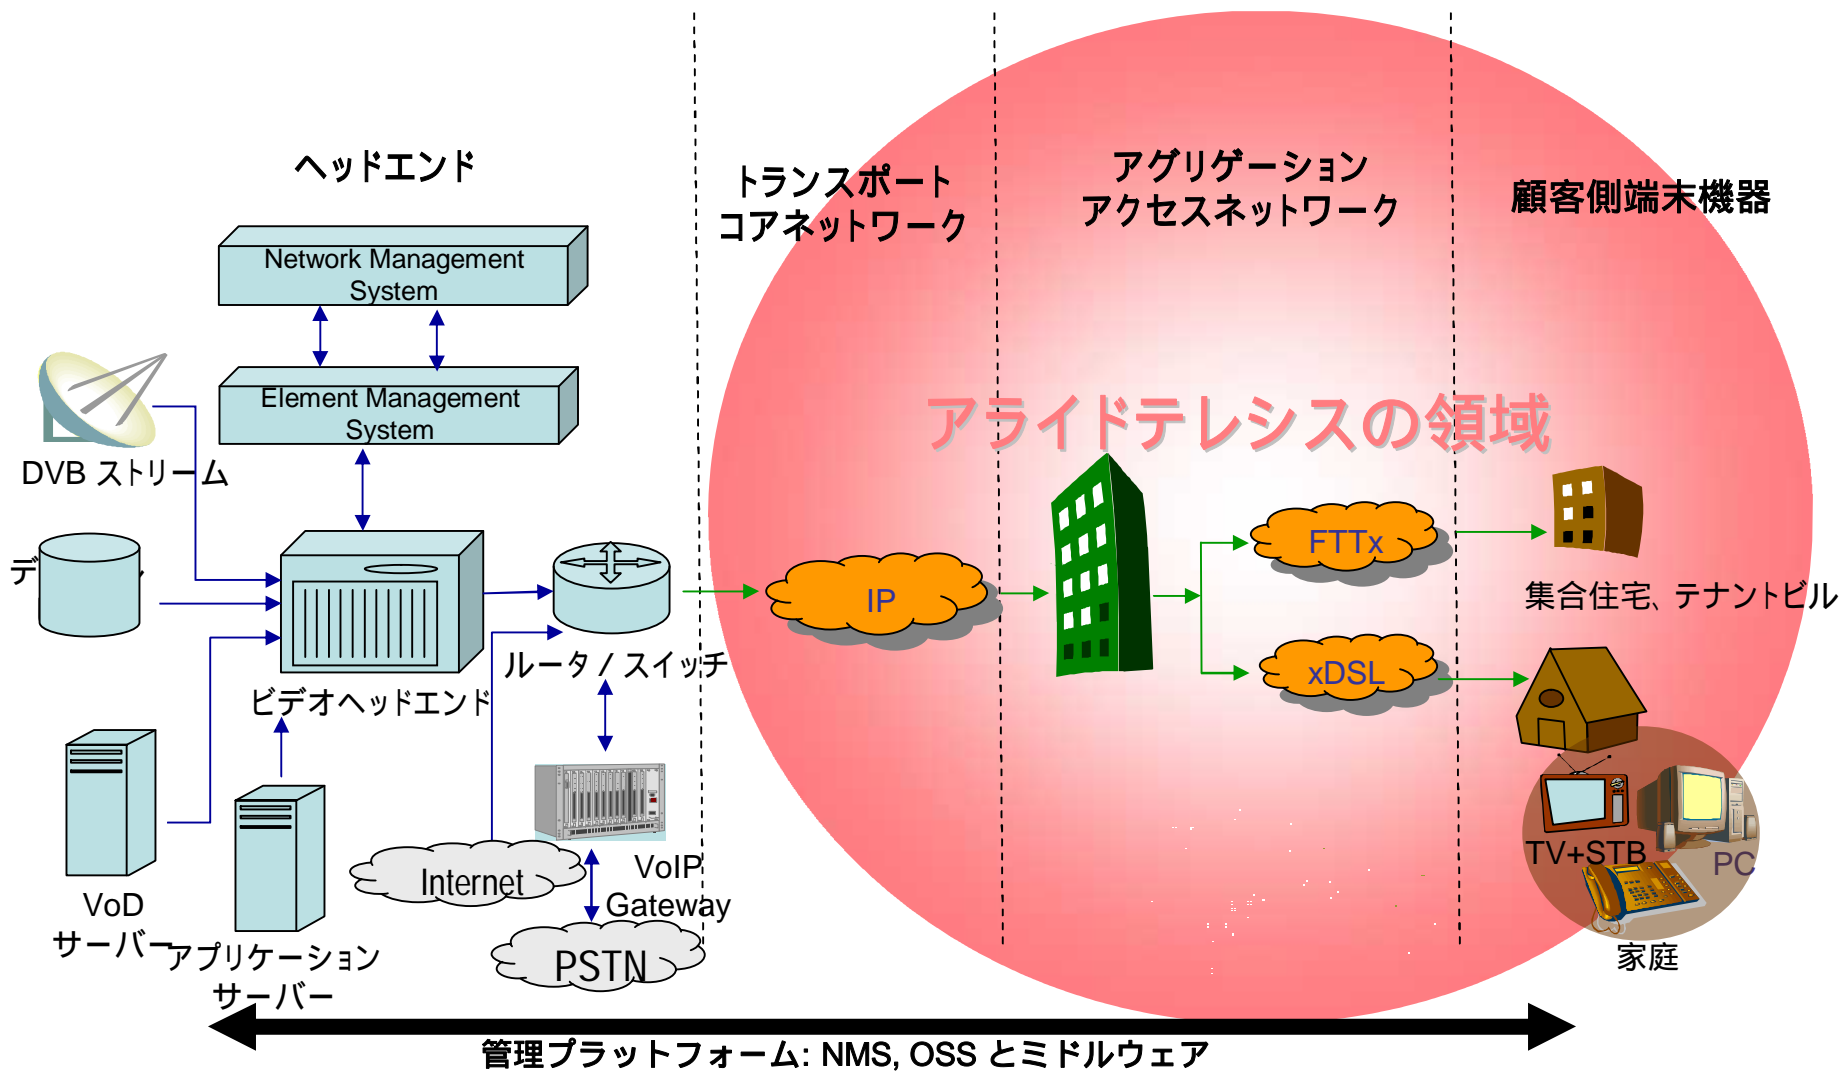 ヘッドエンド
トランスポート
コアネットワーク
アグリゲーション
アクセスネットワーク
顧客側端末機器
Network Management
System
Element Management
System
アライドテレシスの領域
DVB ストリーム
FTTx
IP
xDSL
集合住宅、テナントビル
ルータ / スイッチ
ビデオヘッドエンド
Internet
VoIP
Gateway
PSTN
VoD
サーバー
アプリケーション
サーバー
TV+STB
PC
家庭
管理プラットフォーム: NMS, OSS とミドルウェア